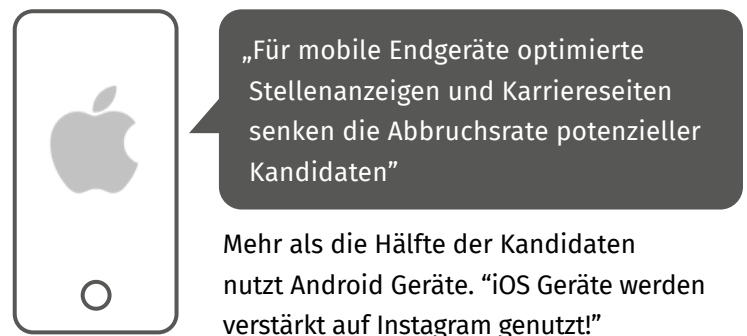 „Für mobile Endgeräte optimierte
Stellenanzeigen und Karriereseiten
senken die Abbruchsrate potenzieller
Kandidaten”
Mehr als die Hälfte der Kandidaten
nutzt Android Geräte. “iOS Geräte werden
verstärkt auf Instagram genutzt!”